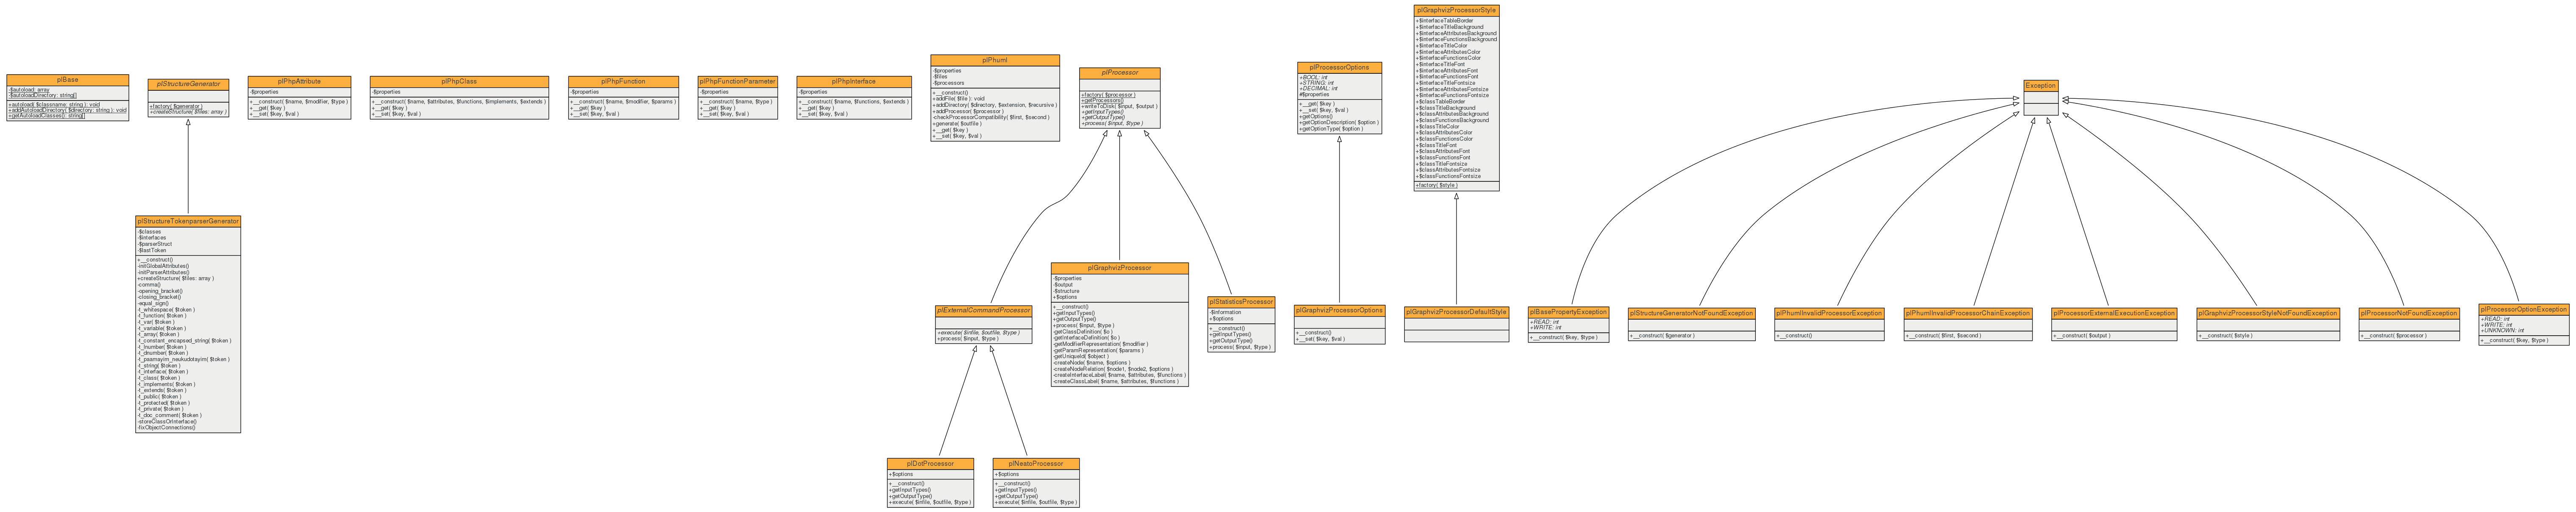 plBase
-$autoload: array
-$autoloadDirectory: string[]
+autoload( $classname: string ): void
+addAutoloadDirectory( $directory: string ): void
+getAutoloadClasses(): string[]
plStructureGenerator
+factory( $generator )
+createStructure( $files: array )
plPhpAttribute
-$properties
+__construct( $name, $modifier, $type )
+__get( $key )
+__set( $key, $val )
plPhpClass
-$properties
+__construct( $name, $attributes, $functions, $implements, $extends )
+__get( $key )
+__set( $key, $val )
plPhpFunction
-$properties
+__construct( $name, $modifier, $params )
+__get( $key )
+__set( $key, $val )
plPhpFunctionParameter
-$properties
+__construct( $name, $type )
+__get( $key )
+__set( $key, $val )
plPhpInterface
-$properties
+__construct( $name, $functions, $extends )
+__get( $key )
+__set( $key, $val )
plPhuml
-$properties
-$files
-$processors
+__construct()
+addFile( $file ): void
+addDirectory( $directory, $extension, $recursive )
+addProcessor( $processor )
-checkProcessorCompatibility( $first, $second )
+generate( $outfile )
+__get( $key )
+__set( $key, $val )
plProcessor
+factory( $processor )
+getProcessors()
+writeToDisk( $input, $output )
+getInputTypes()
+getOutputType()
+process( $input, $type )
plProcessorOptions
+BOOL: int
+STRING: int
+DECIMAL: int
#$properties
+__get( $key )
+__set( $key, $val )
+getOptions()
+getOptionDescription( $option )
+getOptionType( $option )
plGraphvizProcessorStyle
+$interfaceTableBorder
+$interfaceTitleBackground
+$interfaceAttributesBackground
+$interfaceFunctionsBackground
+$interfaceTitleColor
+$interfaceAttributesColor
+$interfaceFunctionsColor
+$interfaceTitleFont
+$interfaceAttributesFont
+$interfaceFunctionsFont
+$interfaceTitleFontsize
+$interfaceAttributesFontsize
+$interfaceFunctionsFontsize
+$classTableBorder
+$classTitleBackground
+$classAttributesBackground
+$classFunctionsBackground
+$classTitleColor
+$classAttributesColor
+$classFunctionsColor
+$classTitleFont
+$classAttributesFont
+$classFunctionsFont
+$classTitleFontsize
+$classAttributesFontsize
+$classFunctionsFontsize
+factory( $style )
Exception
plStructureTokenparserGenerator
-$classes
-$interfaces
-$parserStruct
-$lastToken
+__construct()
-initGlobalAttributes()
-initParserAttributes()
+createStructure( $files: array )
-comma()
-opening_bracket()
-closing_bracket()
-equal_sign()
-t_whitespace( $token )
-t_function( $token )
-t_var( $token )
-t_variable( $token )
-t_array( $token )
-t_constant_encapsed_string( $token )
-t_lnumber( $token )
-t_dnumber( $token )
-t_paamayim_neukudotayim( $token )
-t_string( $token )
-t_interface( $token )
-t_class( $token )
-t_implements( $token )
-t_extends( $token )
-t_public( $token )
-t_protected( $token )
-t_private( $token )
-t_doc_comment( $token )
-storeClassOrInterface()
-fixObjectConnections()
plExternalCommandProcessor
+execute( $infile, $outfile, $type )
+process( $input, $type )
plGraphvizProcessor
-$properties
-$output
-$structure
+$options
+__construct()
+getInputTypes()
+getOutputType()
+process( $input, $type )
-getClassDefinition( $o )
-getInterfaceDefinition( $o )
-getModifierRepresentation( $modifier )
-getParamRepresentation( $params )
-getUniqueId( $object )
-createNode( $name, $options )
-createNodeRelation( $node1, $node2, $options )
-createInterfaceLabel( $name, $attributes, $functions )
-createClassLabel( $name, $attributes, $functions )
plStatisticsProcessor
-$information
+$options
+__construct()
+getInputTypes()
+getOutputType()
+process( $input, $type )
plGraphvizProcessorOptions
+__construct()
+__set( $key, $val )
plGraphvizProcessorDefaultStyle
plBasePropertyException
+READ: int
+WRITE: int
+__construct( $key, $type )
plStructureGeneratorNotFoundException
+__construct( $generator )
plPhumlInvalidProcessorException
+__construct()
plPhumlInvalidProcessorChainException
+__construct( $first, $second )
plProcessorExternalExecutionException
+__construct( $output )
plGraphvizProcessorStyleNotFoundException
+__construct( $style )
plProcessorNotFoundException
+__construct( $processor )
plProcessorOptionException
+READ: int
+WRITE: int
+UNKNOWN: int
+__construct( $key, $type )
plDotProcessor
+$options
+__construct()
+getInputTypes()
+getOutputType()
+execute( $infile, $outfile, $type )
plNeatoProcessor
+$options
+__construct()
+getInputTypes()
+getOutputType()
+execute( $infile, $outfile, $type )